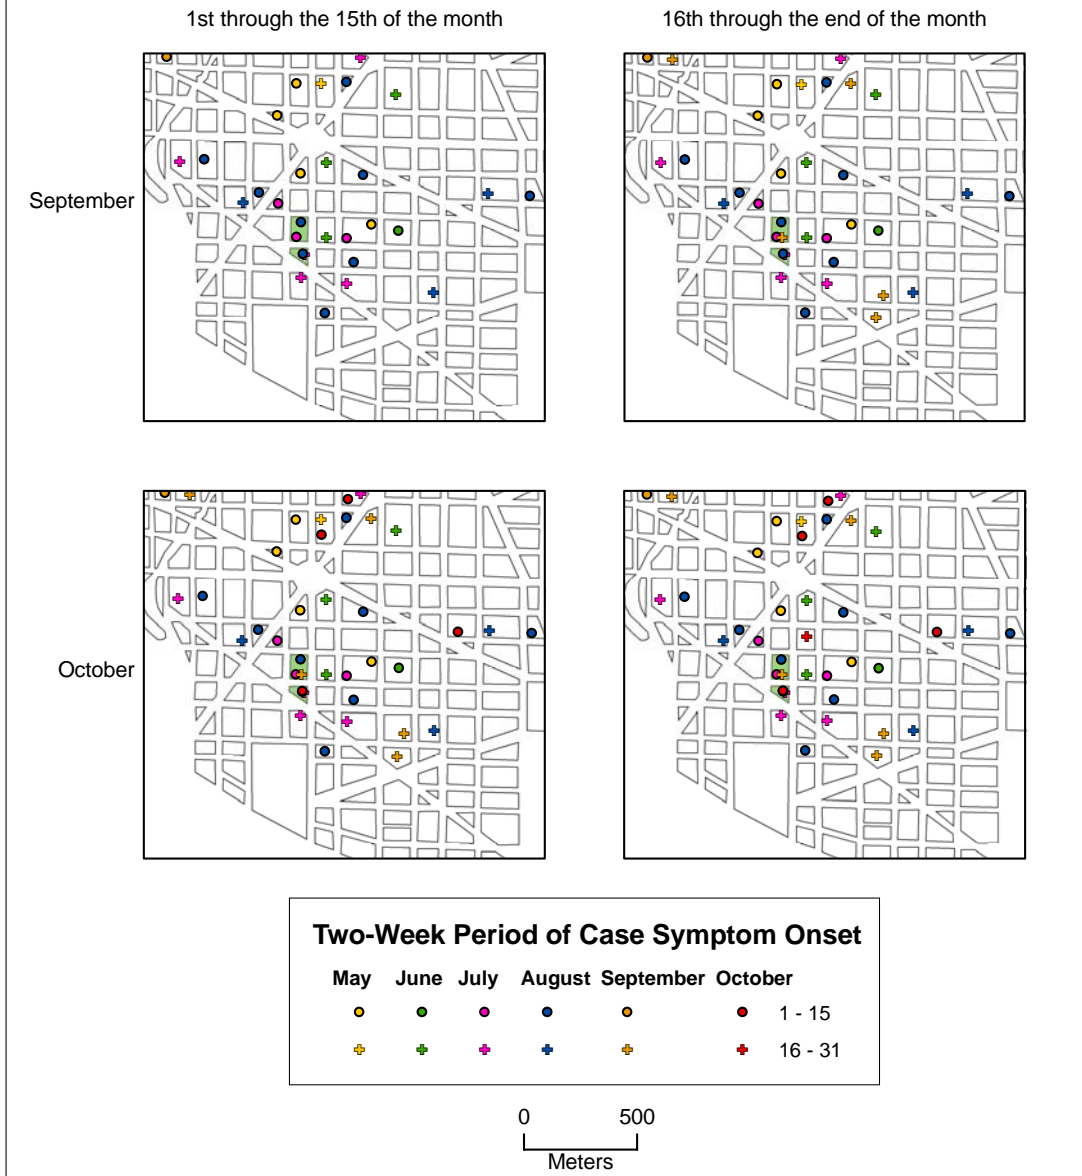 1st through the 15th of the month
16th through the end of the month
September
October
Two-Week Period of Case Symptom Onset
May June July August September October
1 - 15
16 - 31
0 500
Meters